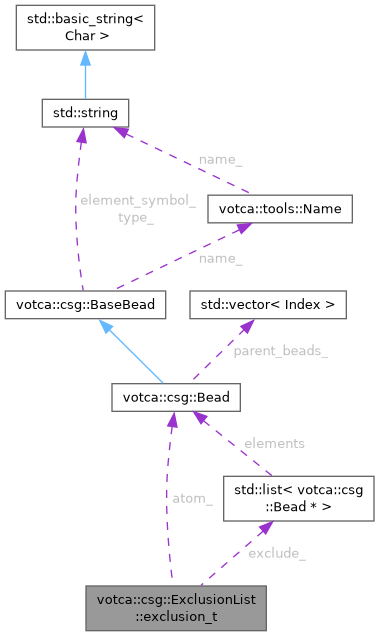 std::basic_string<
Char >
std::string
name_
element_symbol_
type_
votca::tools::Name
name_
votca::csg::BaseBead
std::vector< Index >
parent_beads_
votca::csg::Bead
elements
atom_
std::list< votca::csg
::Bead * >
exclude_
votca::csg::ExclusionList
::exclusion_t